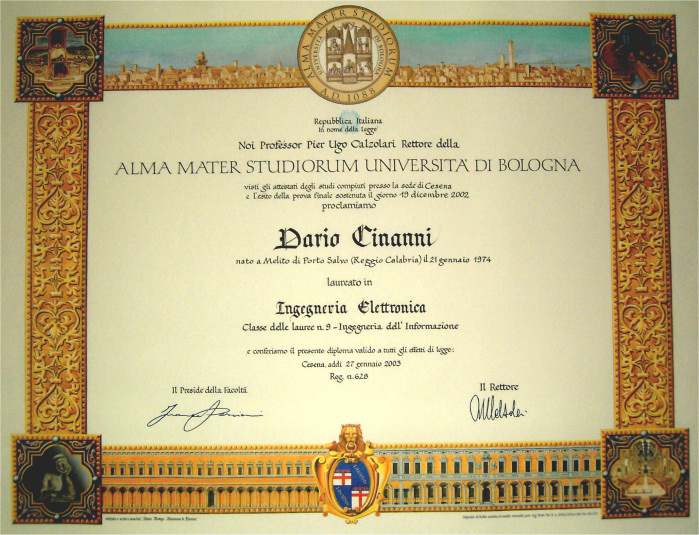 ALMA MATER STUDIORUM
A.D. 1088
Repubblica Italiana
In nome della Legge
Noi Professor Pier Ugo Calzolari Rettore della
ALMA MATER STUDIORUM UNIVERSITA' DI BOLOGNA
visti gli attestati degli studi compiuti presso la sede di Cesena
e l'esito della prova finale sostenuta il giorno 19 dicembre 2002
proclamiamo
Dario Cinanni
nato a Melito di Porto Salvo (Reggio Calabria) il 21 gennaio 1974
laureato in
Ingegneria Elettronica
Classe delle lauree n. 9 - Ingegneria dell' Informazione
e conferiamo il presente diploma valido a tutti gli effetti di legge:
Cesena, addì 27 gennaio 2003
Reg. n. 628
Il Preside della Facoltà
Il Rettore